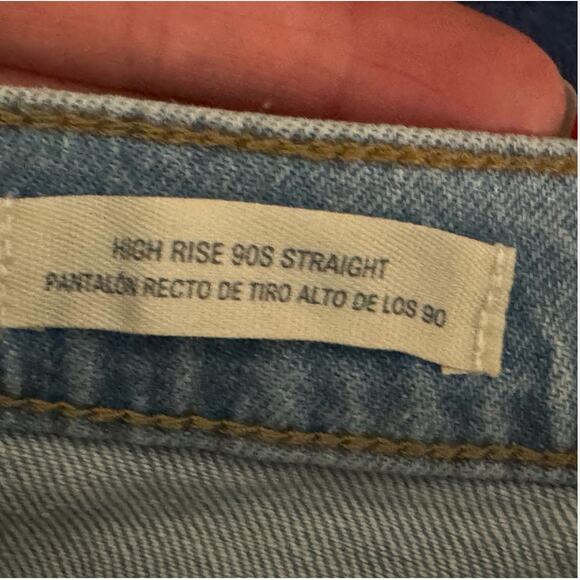 HIGH RISE 90S STRAIGHT
PANTALÓN RECTO DE TIRO ALTO DE LOS 90